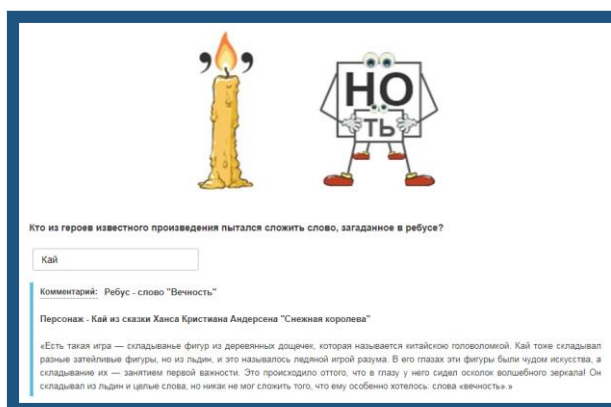 , ,
НО
ТЬ
Кто из героев известного произведения пытался сложить слово, загаданное в ребусе?
Кай
Комментарий: Ребус - слово "Вечность"
Персонаж - Кай из сказки Ханса Кристиана Андерсена "Снежная королева"
«Есть такая игра — складыванье фигур из деревянных дощечек, которая называется китайскою головоломкой. Кай тоже складывал
разные затейливые фигуры, но из льдин, и это называлось ледяной игрой разума. В его глазах эти фигуры были чудом искусства, а
складывание их — занятием первой важности. Это происходило оттого, что в глазу у него сидел осколок волшебного зеркала! Он
складывал из льдин и целые слова, но никак не мог сложить того, что ему особенно хотелось: слова «вечность».»